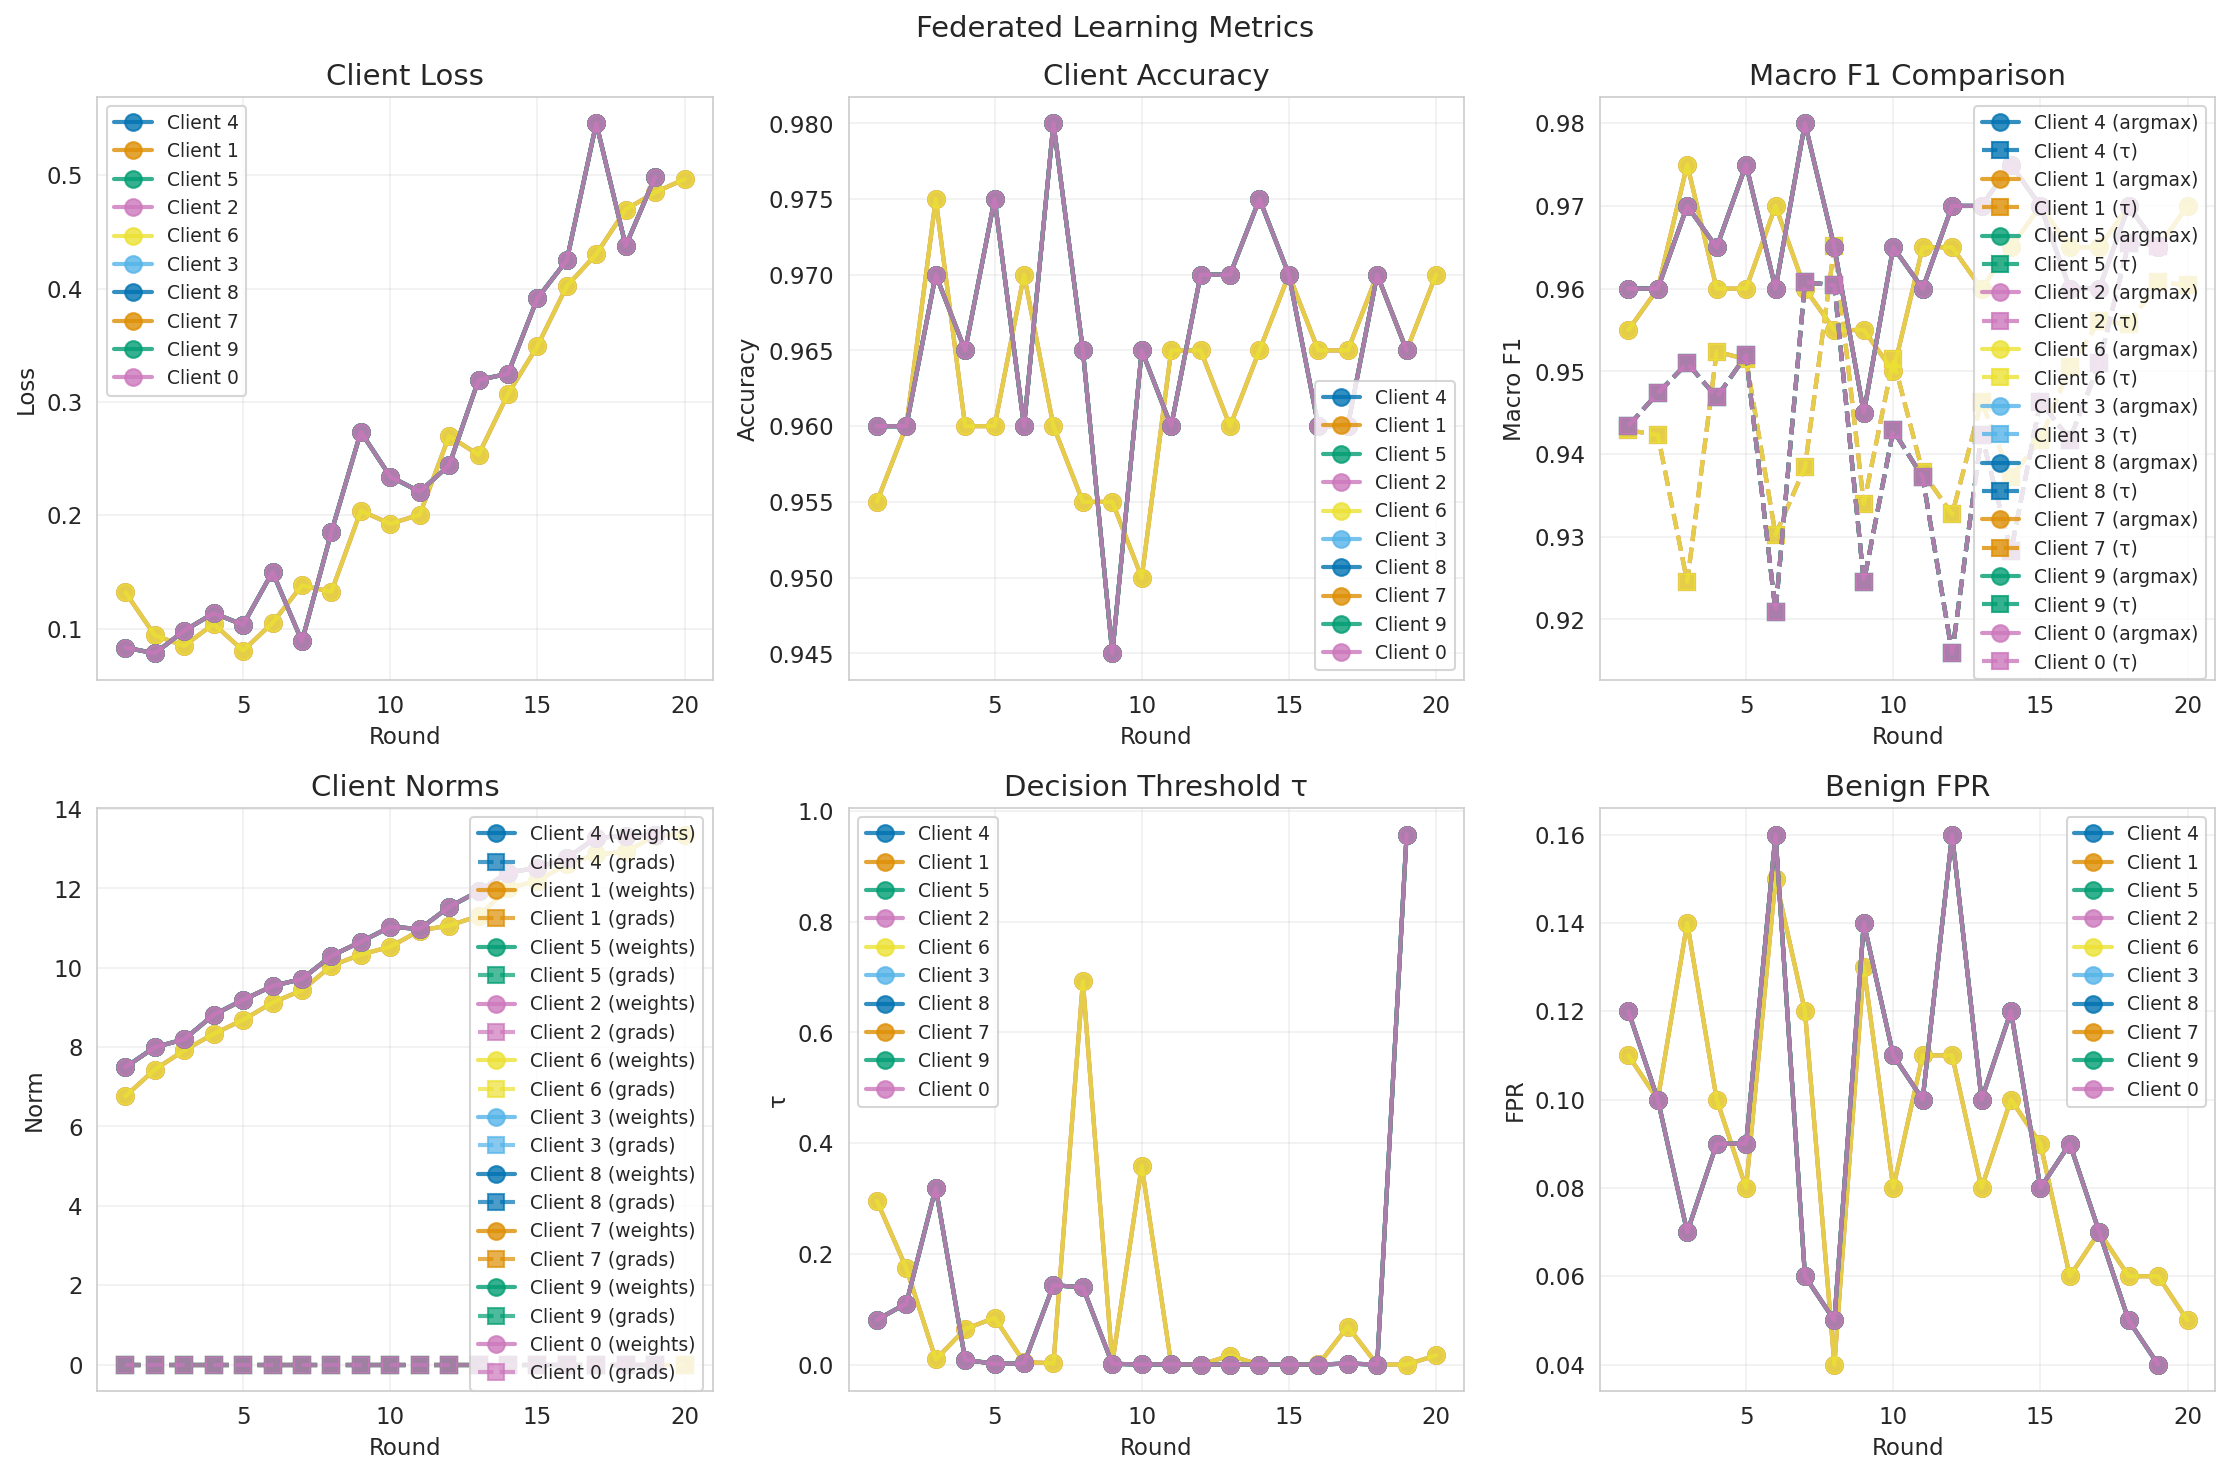 Federated Learning Metrics
Client Loss
Loss
0.5
0.4
0.3
0.2
0.1
5
10
15
20
Round
Client 4
Client 1
Client 5
Client 2
Client 6
Client 3
Client 8
Client 7
Client 9
Client 0
Client Accuracy
Accuracy
0.980
0.975
0.970
0.965
0.960
0.955
0.950
0.945
5
10
15
20
Round
Client 4
Client 1
Client 5
Client 2
Client 6
Client 3
Client 8
Client 7
Client 9
Client 0
Macro F1 Comparison
Macro F1
0.98
0.97
0.96
0.95
0.94
0.93
0.92
5
10
15
20
Round
Client 4 (argmax)
Client 4 (τ)
Client 1 (argmax)
Client 1 (τ)
Client 5 (argmax)
Client 5 (τ)
Client 2 (argmax)
Client 2 (τ)
Client 6 (argmax)
Client 6 (τ)
Client 3 (argmax)
Client 3 (τ)
Client 8 (argmax)
Client 8 (τ)
Client 7 (argmax)
Client 7 (τ)
Client 9 (argmax)
Client 9 (τ)
Client 0 (argmax)
Client 0 (τ)
Client Norms
Norm
14
12
10
8
6
4
2
0
5
10
15
20
Round
Client 4 (weights)
Client 4 (grads)
Client 1 (weights)
Client 1 (grads)
Client 5 (weights)
Client 5 (grads)
Client 2 (weights)
Client 2 (grads)
Client 6 (weights)
Client 6 (grads)
Client 3 (weights)
Client 3 (grads)
Client 8 (weights)
Client 8 (grads)
Client 7 (weights)
Client 7 (grads)
Client 9 (weights)
Client 9 (grads)
Client 0 (weights)
Client 0 (grads)
Decision Threshold τ
τ
1.0
0.8
0.6
0.4
0.2
0.0
5
10
15
20
Round
Client 4
Client 1
Client 5
Client 2
Client 6
Client 3
Client 8
Client 7
Client 9
Client 0
Benign FPR
FPR
0.16
0.14
0.12
0.10
0.08
0.06
0.04
5
10
15
20
Round
Client 4
Client 1
Client 5
Client 2
Client 6
Client 3
Client 8
Client 7
Client 9
Client 0